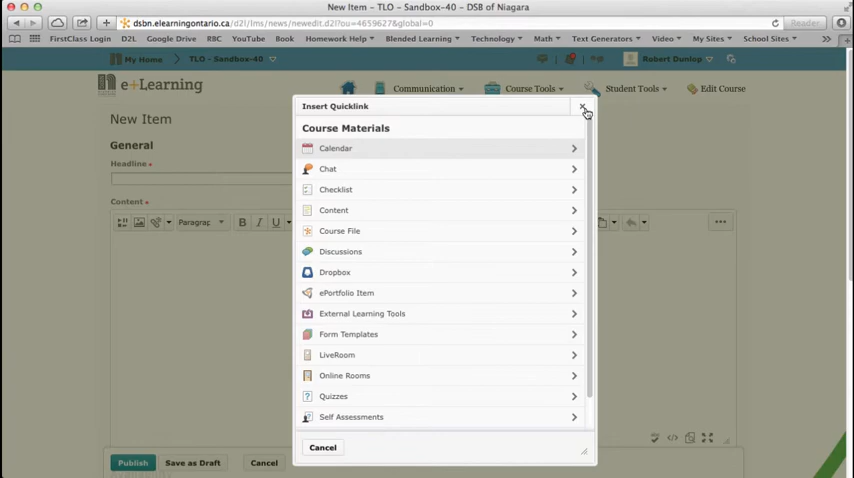 New Item - TLO - Sandbox-40 - DSB of Niagara
dsbn.elearningontario.ca/d2l/lms/news/newedit.d2l?ou=4659627&global=0
Reader
FirstClass Login D2L Google Drive RBC YouTube Book Homework Help Blended Learning Technology Math Text Generators Video My Sites School Sites
My Home TLO - Sandbox-40 Robert Dunlop
e+Learning Communication Course Tools Student Tools Edit Course
New Item
General
Headline
Content
Paragrap B I U
Publish Save as Draft Cancel
Insert Quicklink
Course Materials
Calendar
Chat
Checklist
Content
Course File
Discussions
Dropbox
ePortfolio Item
External Learning Tools
Form Templates
LiveRoom
Online Rooms
Quizzes
Self Assessments
Cancel